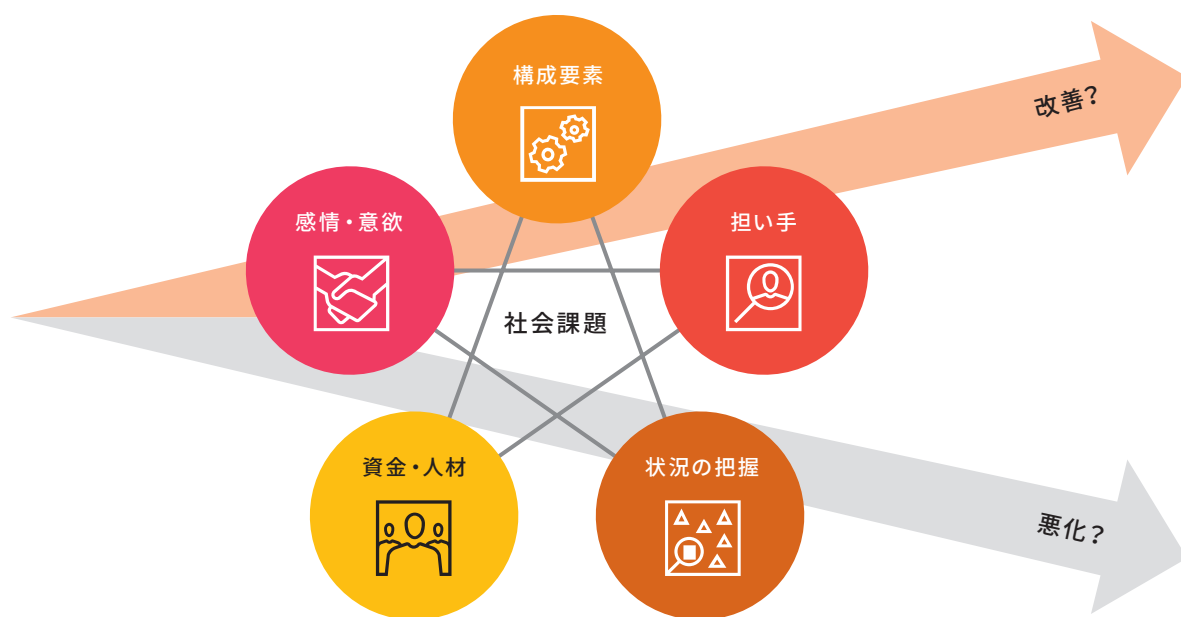 構成要素
改善?
感情・意欲
担い手
社会課題
資金・人材
状況の把握
悪化?